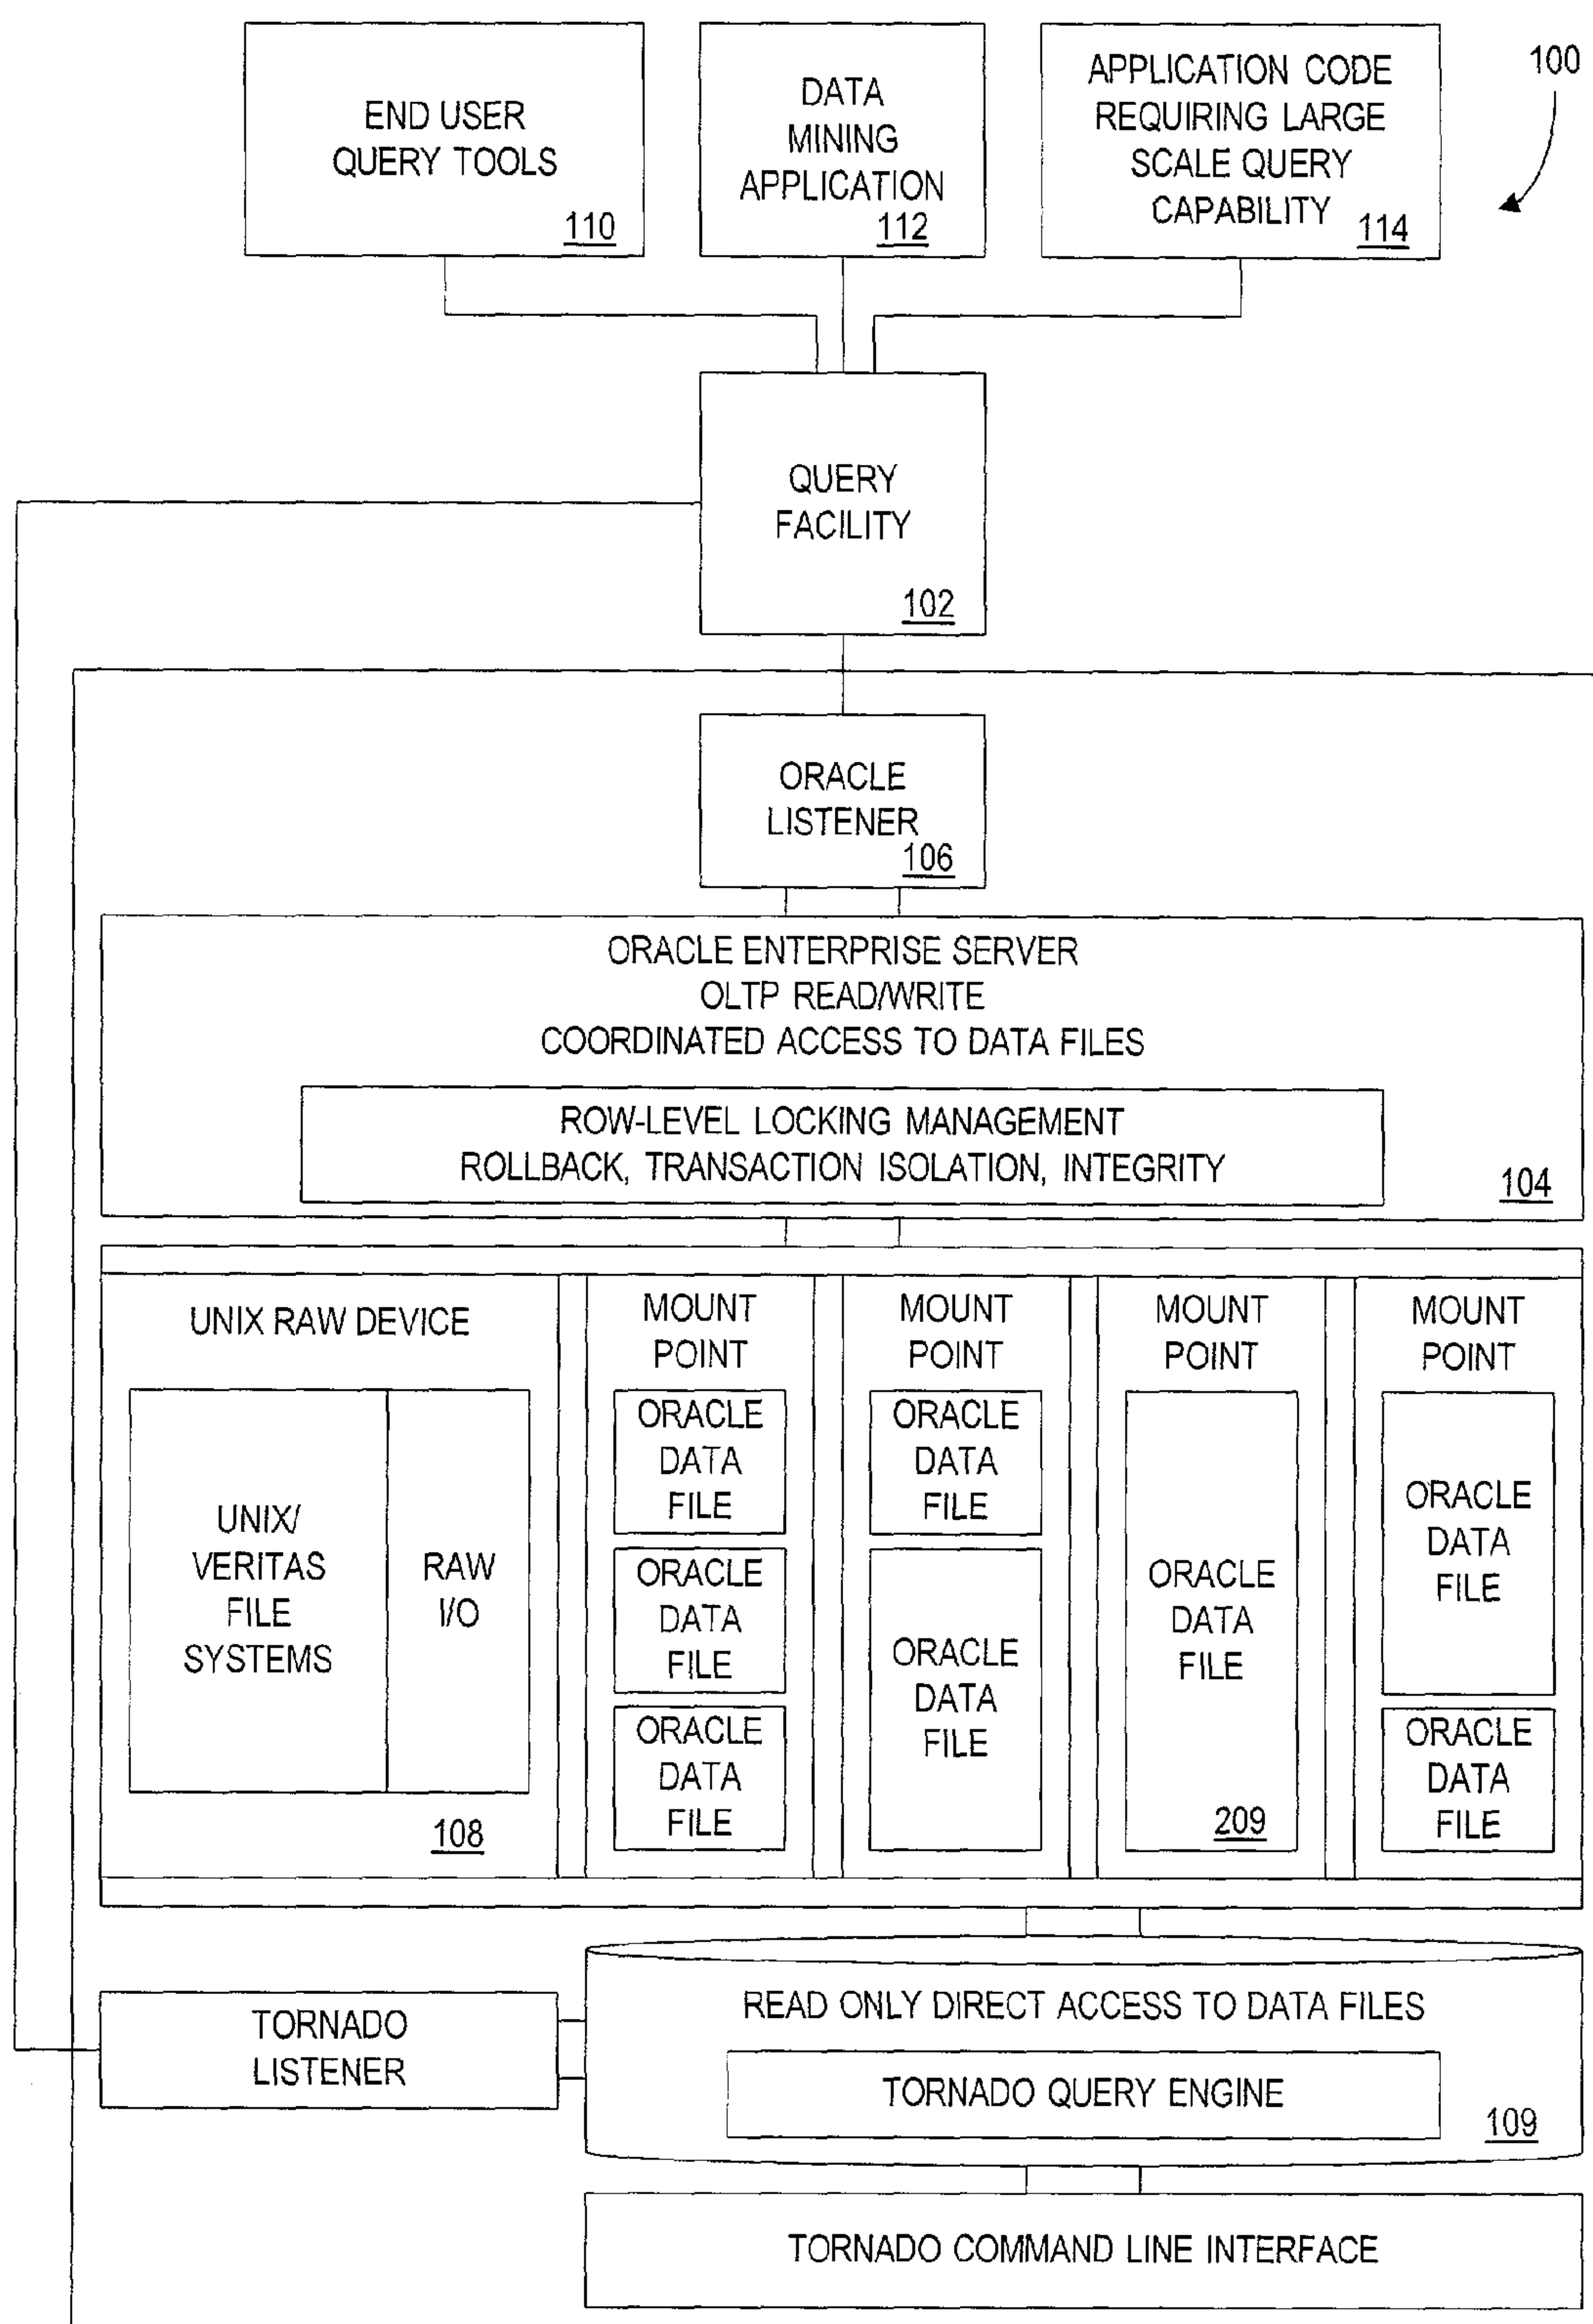 END USER
QUERY TOOLS
110
DATA
MINING
APPLICATION
112
APPLICATION CODE
REQUIRING LARGE
SCALE QUERY
CAPABILITY
114
100
QUERY
FACILITY
102
ORACLE
LISTENER
106
ORACLE ENTERPRISE SERVER
OLTP READ/WRITE
COORDINATED ACCESS TO DATA FILES
ROW-LEVEL LOCKING MANAGEMENT
ROLLBACK, TRANSACTION ISOLATION, INTEGRITY
104
UNIX RAW DEVICE
UNIX/
VERITAS
FILE
SYSTEMS
RAW
I/O
108
MOUNT
POINT
ORACLE
DATA
FILE
ORACLE
DATA
FILE
ORACLE
DATA
FILE
MOUNT
POINT
ORACLE
DATA
FILE
ORACLE
DATA
FILE
MOUNT
POINT
ORACLE
DATA
FILE
209
MOUNT
POINT
ORACLE
DATA
FILE
ORACLE
DATA
FILE
TORNADO
LISTENER
READ ONLY DIRECT ACCESS TO DATA FILES
TORNADO QUERY ENGINE
109
TORNADO COMMAND LINE INTERFACE